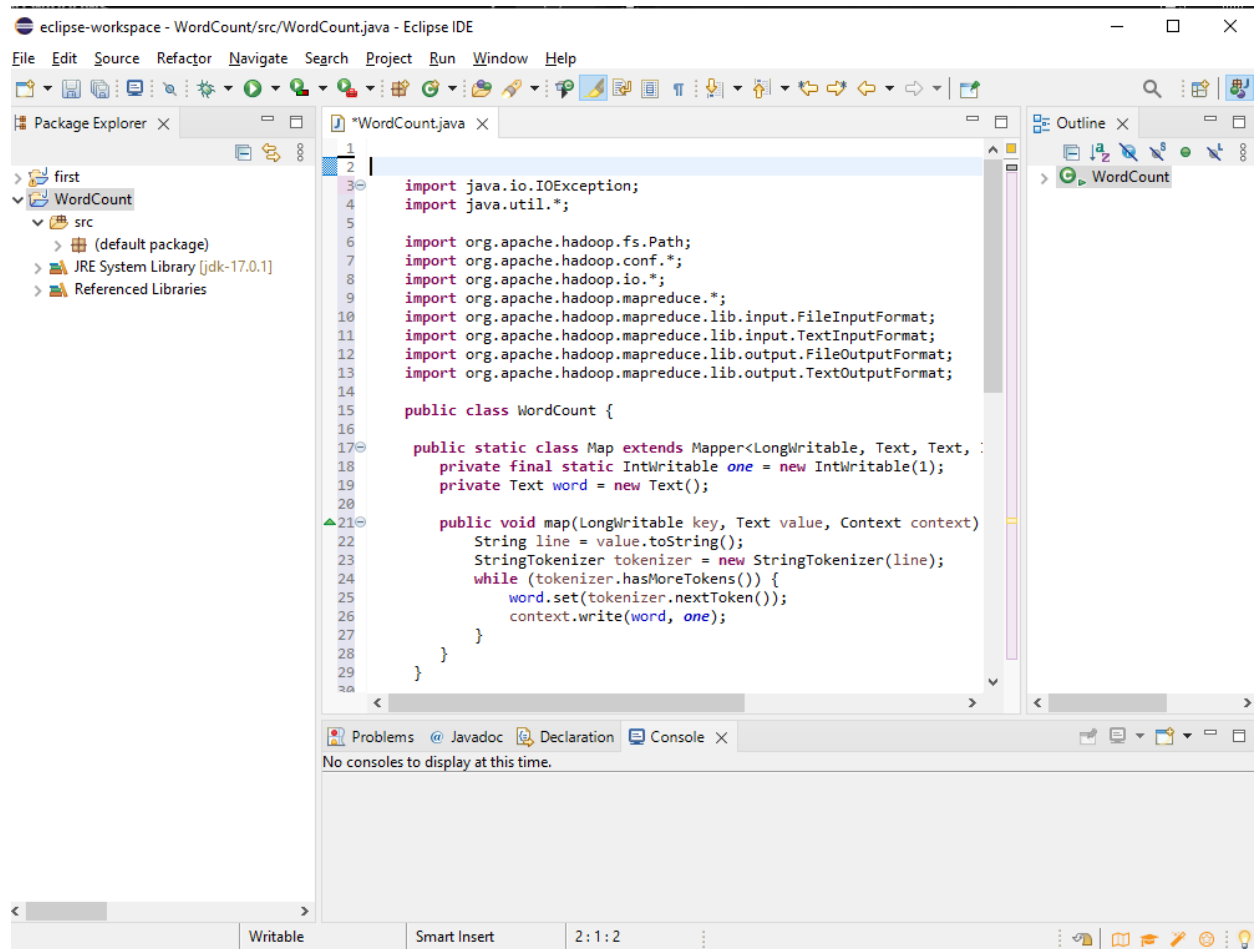 eclipse-workspace - WordCount/src/WordCount.java - Eclipse IDE
File Edit Source Refactor Navigate Search Project Run Window Help
Package Explorer
first
WordCount
src
(default package)
JRE System Library [jdk-17.0.1]
Referenced Libraries
*WordCount.java
1
2
3 import java.io.IOException;
4 import java.util.*;
5
6 import org.apache.hadoop.fs.Path;
7 import org.apache.hadoop.conf.*;
8 import org.apache.hadoop.io.*;
9 import org.apache.hadoop.mapreduce.*;
10 import org.apache.hadoop.mapreduce.lib.input.FileInputFormat;
11 import org.apache.hadoop.mapreduce.lib.input.TextInputFormat;
12 import org.apache.hadoop.mapreduce.lib.output.FileOutputFormat;
13 import org.apache.hadoop.mapreduce.lib.output.TextOutputFormat;
14
15 public class WordCount {
16
17 public static class Map extends Mapper<LongWritable, Text, Text,
18 private final static IntWritable one = new IntWritable(1);
19 private Text word = new Text();
20
21 public void map(LongWritable key, Text value, Context context)
22 String line = value.toString();
23 StringTokenizer tokenizer = new StringTokenizer(line);
24 while (tokenizer.hasMoreTokens()) {
25 word.set(tokenizer.nextToken());
26 context.write(word, one);
27 }
28 }
29 }
30
Outline
WordCount
Problems @ Javadoc Declaration Console
No consoles to display at this time.
Writable Smart Insert 2:1:2